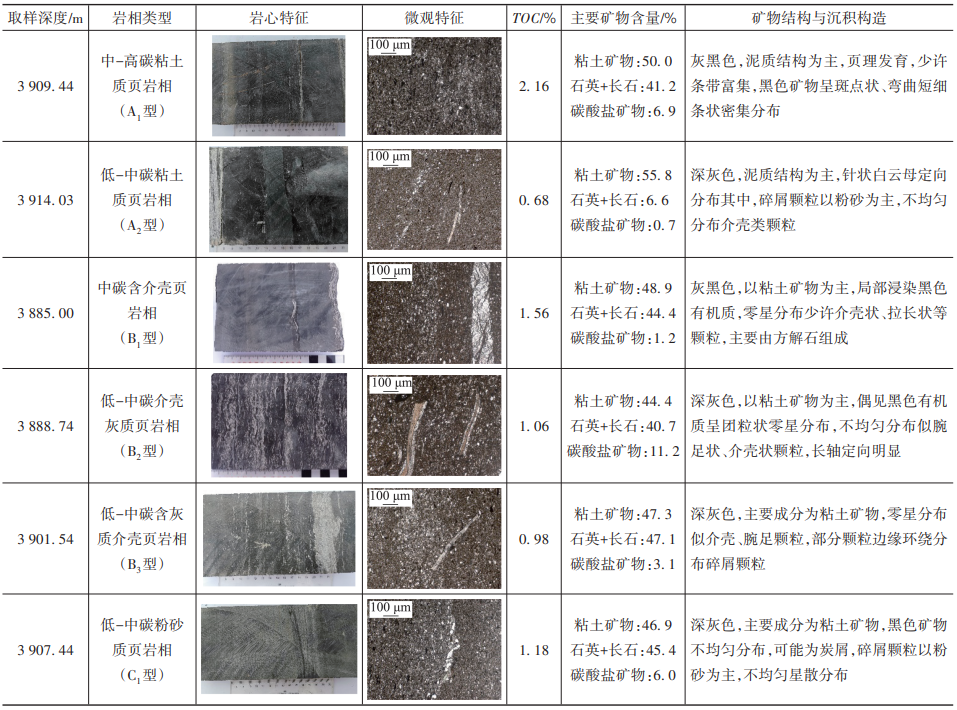 取样深度/m 岩相类型 岩心特征 微观特征 TOC/% 主要矿物含量/% 矿物结构与沉积构造
3 909.44
中-高碳粘土
质页岩相
(A1型)
100 μm
2.16
粘土矿物:50.0
石英+长石:41.2
碳酸盐矿物:6.9
灰黑色,泥质结构为主,页理发育,少许
条带富集,黑色矿物呈斑点状、弯曲短细
条状密集分布
3 914.03
低-中碳粘土
质页岩相
(A2型)
100 μm
0.68
粘土矿物:55.8
石英+长石:6.6
碳酸盐矿物:0.7
深灰色,泥质结构为主,针状白云母定向
分布其中,碎屑颗粒以粉砂为主,不均匀
分布介壳类颗粒
3 885.00
中碳含介壳页
岩相
(B1型)
100 μm
1.56
粘土矿物:48.9
石英+长石:44.4
碳酸盐矿物:1.2
灰黑色,以粘土矿物为主,局部浸染黑色
有机质,零星分布少许介壳状、拉长状等
颗粒,主要由方解石组成
3 888.74
低-中碳介壳
灰质页岩相
(B2型)
100 μm
1.06
粘土矿物:44.4
石英+长石:40.7
碳酸盐矿物:11.2
深灰色,以粘土矿物为主,偶见黑色有机
质呈团粒状零星分布,不均匀分布似腕
足状、介壳状颗粒,长轴定向明显
3 901.54
低-中碳含灰
质介壳页岩相
(B3型)
100 μm
0.98
粘土矿物:47.3
石英+长石:47.1
碳酸盐矿物:3.1
深灰色,主要成分为粘土矿物,零星分布
似介壳、腕足颗粒,部分颗粒边缘环绕分
布碎屑颗粒
3 907.44
低-中碳粉砂
质页岩相
(C1型)
100 μm
1.18
粘土矿物:46.9
石英+长石:45.4
碳酸盐矿物:6.0
深灰色,主要成分为粘土矿物,黑色矿物
不均匀分布,可能为炭屑,碎屑颗粒以粉
砂为主,不均匀星散分布